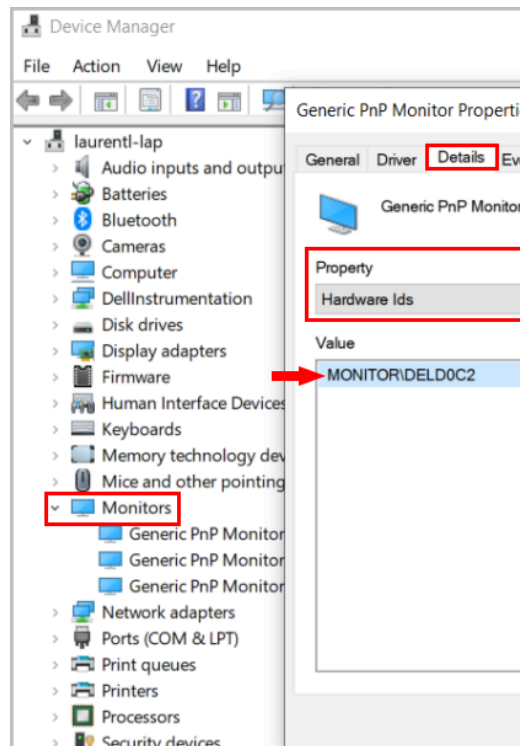 Device Manager
File Action View Help
laurentl-lap
Audio inputs and outpu
Batteries
Bluetooth
Cameras
Computer
DellInstrumentation
Disk drives
Display adapters
Firmware
Human Interface Devices
Keyboards
Memory technology dev
Mice and other pointing
Monitors
Generic PnP Monitor
Generic PnP Monitor
Generic PnP Monitor
Network adapters
Ports (COM & LPT)
Print queues
Printers
Processors
Security devices
Generic PnP Monitor Properti
General Driver Details Eve
Generic PnP Monitor
Property
Hardware Ids
Value
MONITOR\DELD0C2